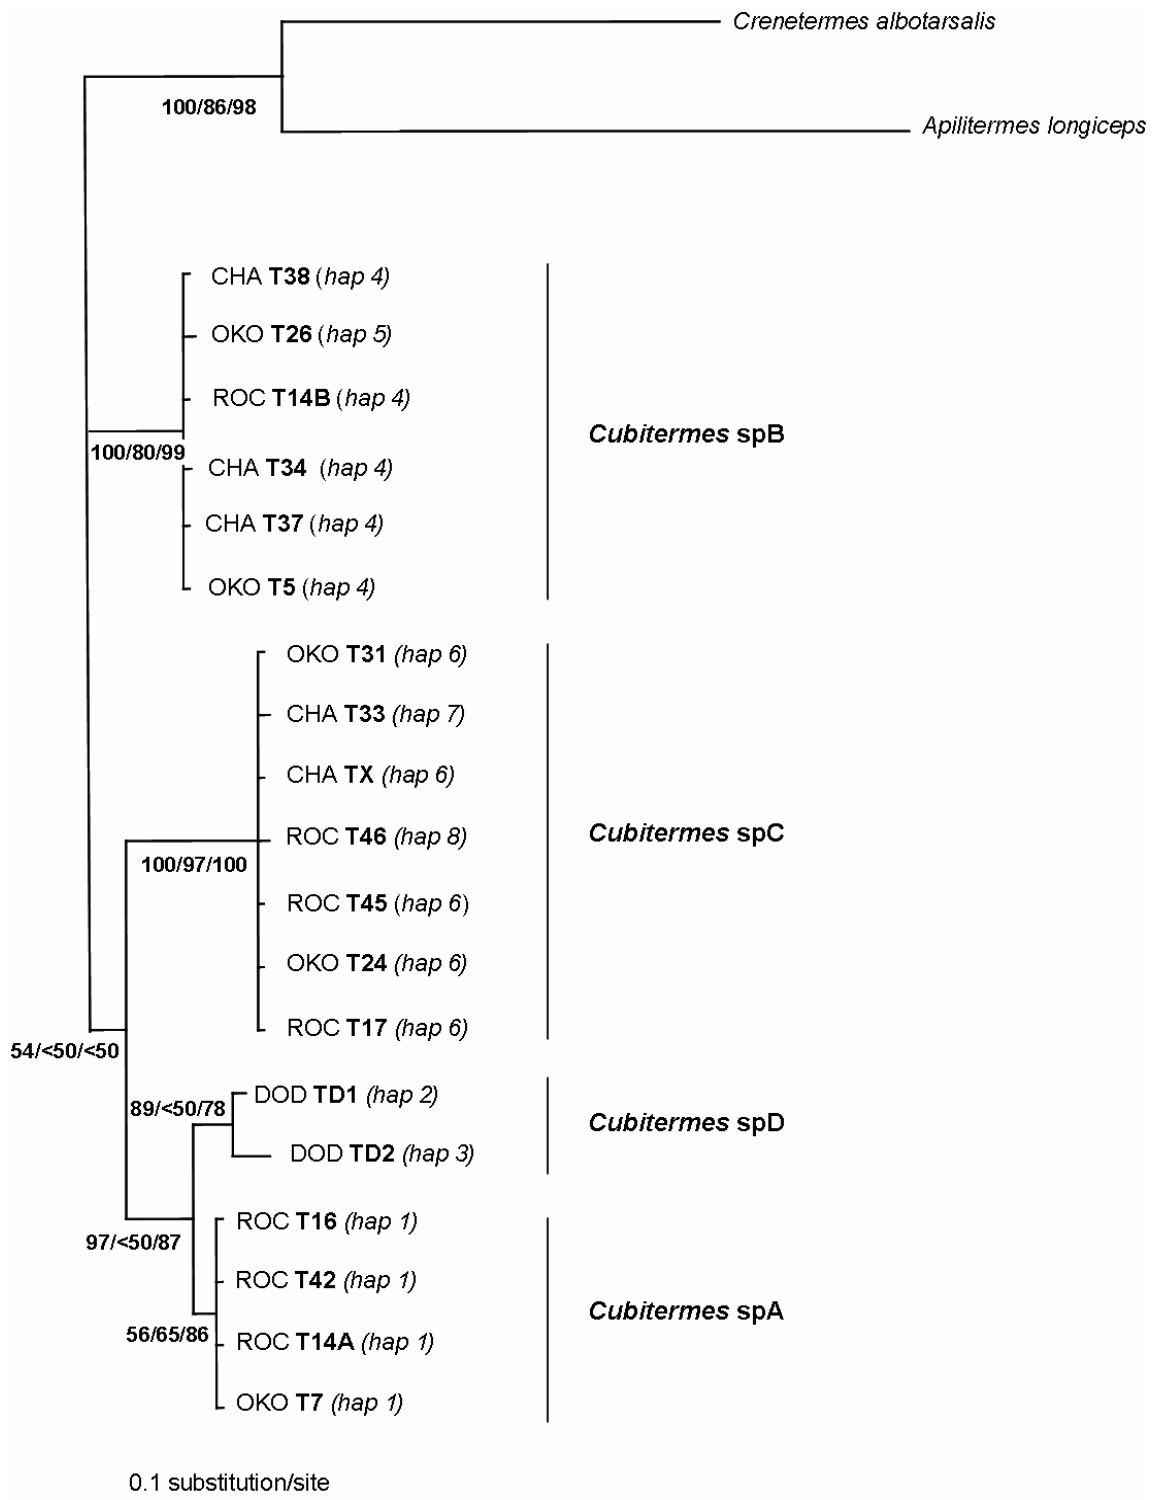 Crenetermes albotarsalis
100/86/98
Apilitermes longiceps
CHA T38 (hap 4)
OKO T26 (hap 5)
ROC T14B (hap 4)
Cubitermes spB
100/80/99
CHA T34 (hap 4)
CHA T37 (hap 4)
OKO T5 (hap 4)
OKO T31 (hap 6)
CHA T33 (hap 7)
CHA TX (hap 6)
ROC T46 (hap 8)
Cubitermes spC
100/97/100
ROC T45 (hap 6)
OKO T24 (hap 6)
ROC T17 (hap 6)
54/<50/<50
DOD TD1 (hap 2)
89/<50/78
Cubitermes spD
DOD TD2 (hap 3)
ROC T16 (hap 1)
97/<50/87
ROC T42 (hap 1)
Cubitermes spA
56/65/86
ROC T14A (hap 1)
OKO T7 (hap 1)
0.1 substitution/site